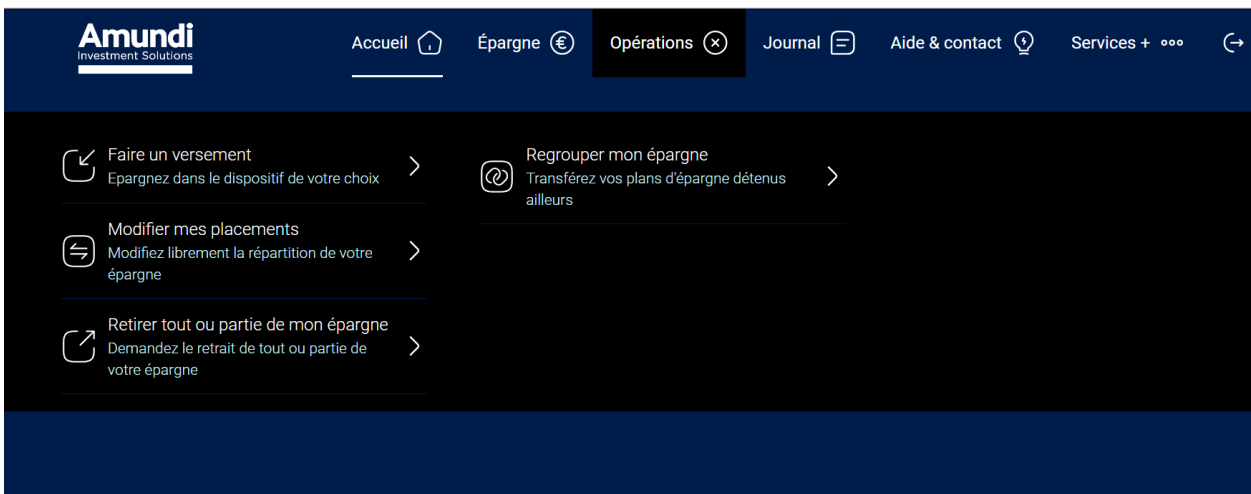 Amundi
Investment Solutions
Accueil
Épargne
Opérations
Journal
Aide & contact
Services +
Faire un versement
Epargnez dans le dispositif de votre choix
Modifier mes placements
Modifiez librement la répartition de votre
épargne
Retirer tout ou partie de mon épargne
Demandez le retrait de tout ou partie de
votre épargne
Regrouper mon épargne
Transférez vos plans d'épargne détenus
ailleurs